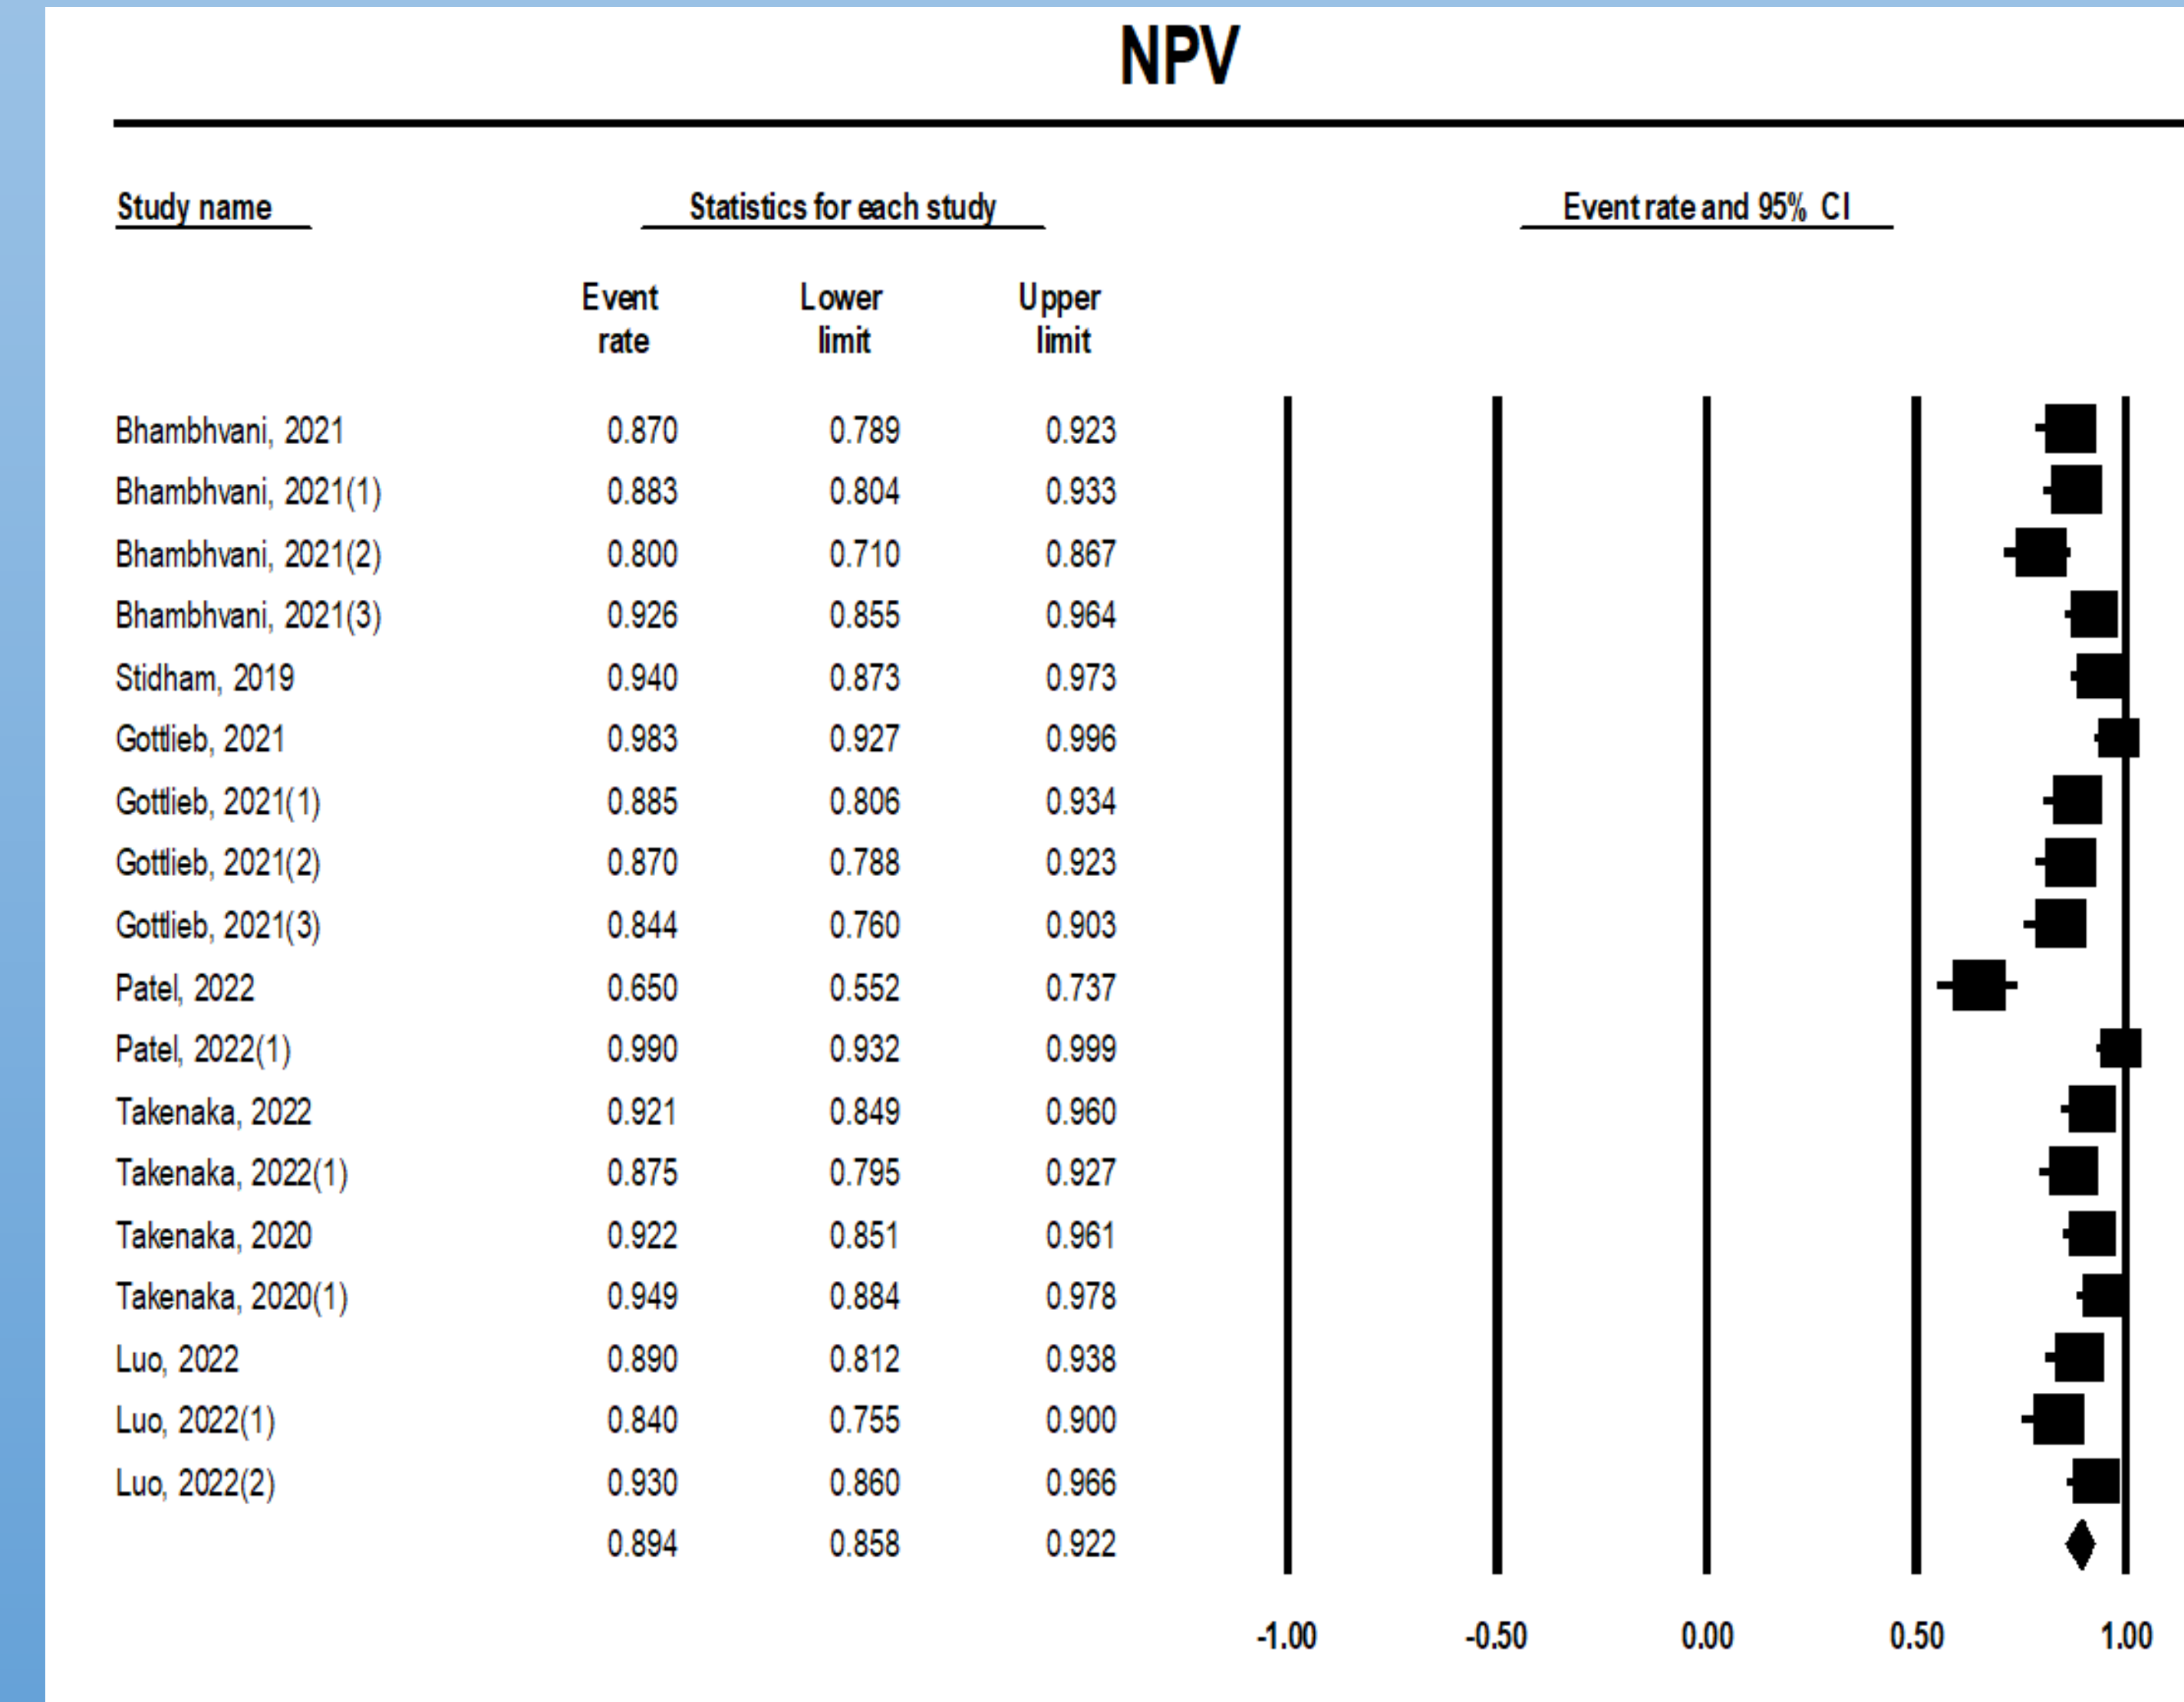 NPV
Study name Statistics for each study Event rate and 95% CI
Event Lower Upper
rate limit limit
Bhambhvani, 2021 0.870 0.789 0.923
Bhambhvani, 2021(1) 0.883 0.804 0.933
Bhambhvani, 2021(2) 0.800 0.710 0.867
Bhambhvani, 2021(3) 0.926 0.855 0.964
Stidham, 2019 0.940 0.873 0.973
Gottlieb, 2021 0.983 0.927 0.996
Gottlieb, 2021(1) 0.885 0.806 0.934
Gottlieb, 2021(2) 0.870 0.788 0.923
Gottlieb, 2021(3) 0.844 0.760 0.903
Patel, 2022 0.650 0.552 0.737
Patel, 2022(1) 0.990 0.932 0.999
Takenaka, 2022 0.921 0.849 0.960
Takenaka, 2022(1) 0.875 0.795 0.927
Takenaka, 2020 0.922 0.851 0.961
Takenaka, 2020(1) 0.949 0.884 0.978
Luo, 2022 0.890 0.812 0.938
Luo, 2022(1) 0.840 0.755 0.900
Luo, 2022(2) 0.930 0.860 0.966
0.894 0.858 0.922
-1.00 -0.50 0.00 0.50 1.00